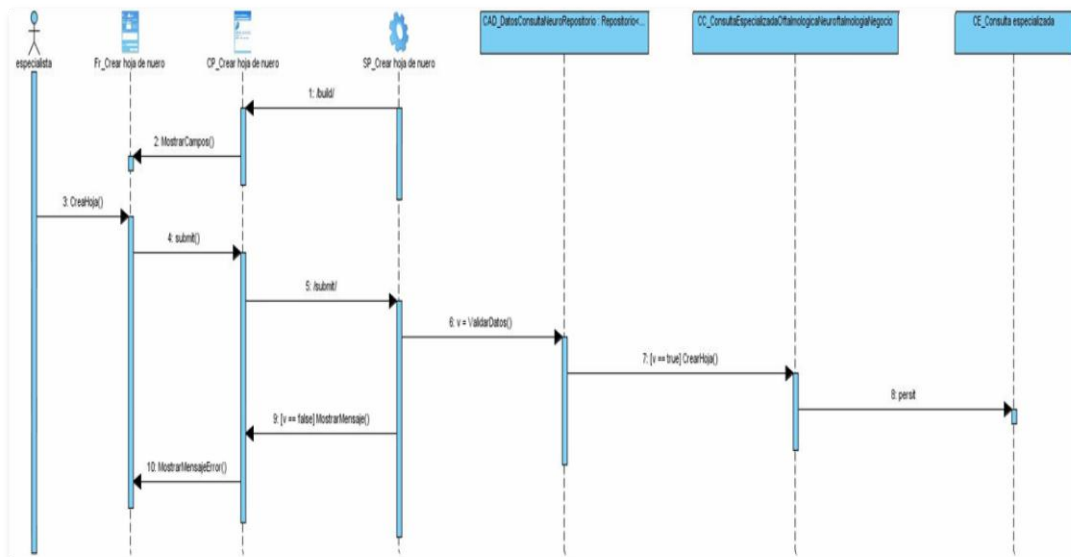 especialista
Fr_Crear hoja de nuero
CP_Crear hoja de nuero
SP_Crear hoja de nuero
CAD_DatosConsultaNeuroRepositorio : Repositorio<...
CC_ConsultaEspecializadaOftalmologicaNeuroftalmologiaNegocio
CE_Consulta especializada
1: /build/
2: MostrarCampos()
3: CreaHoja()
4: submit()
5: /submit/
6: v = ValidarDatos()
7: [v == true] CrearHoja()
8: persit
9: [v == false] MostrarMensaje()
10: MostrarMensajeError()